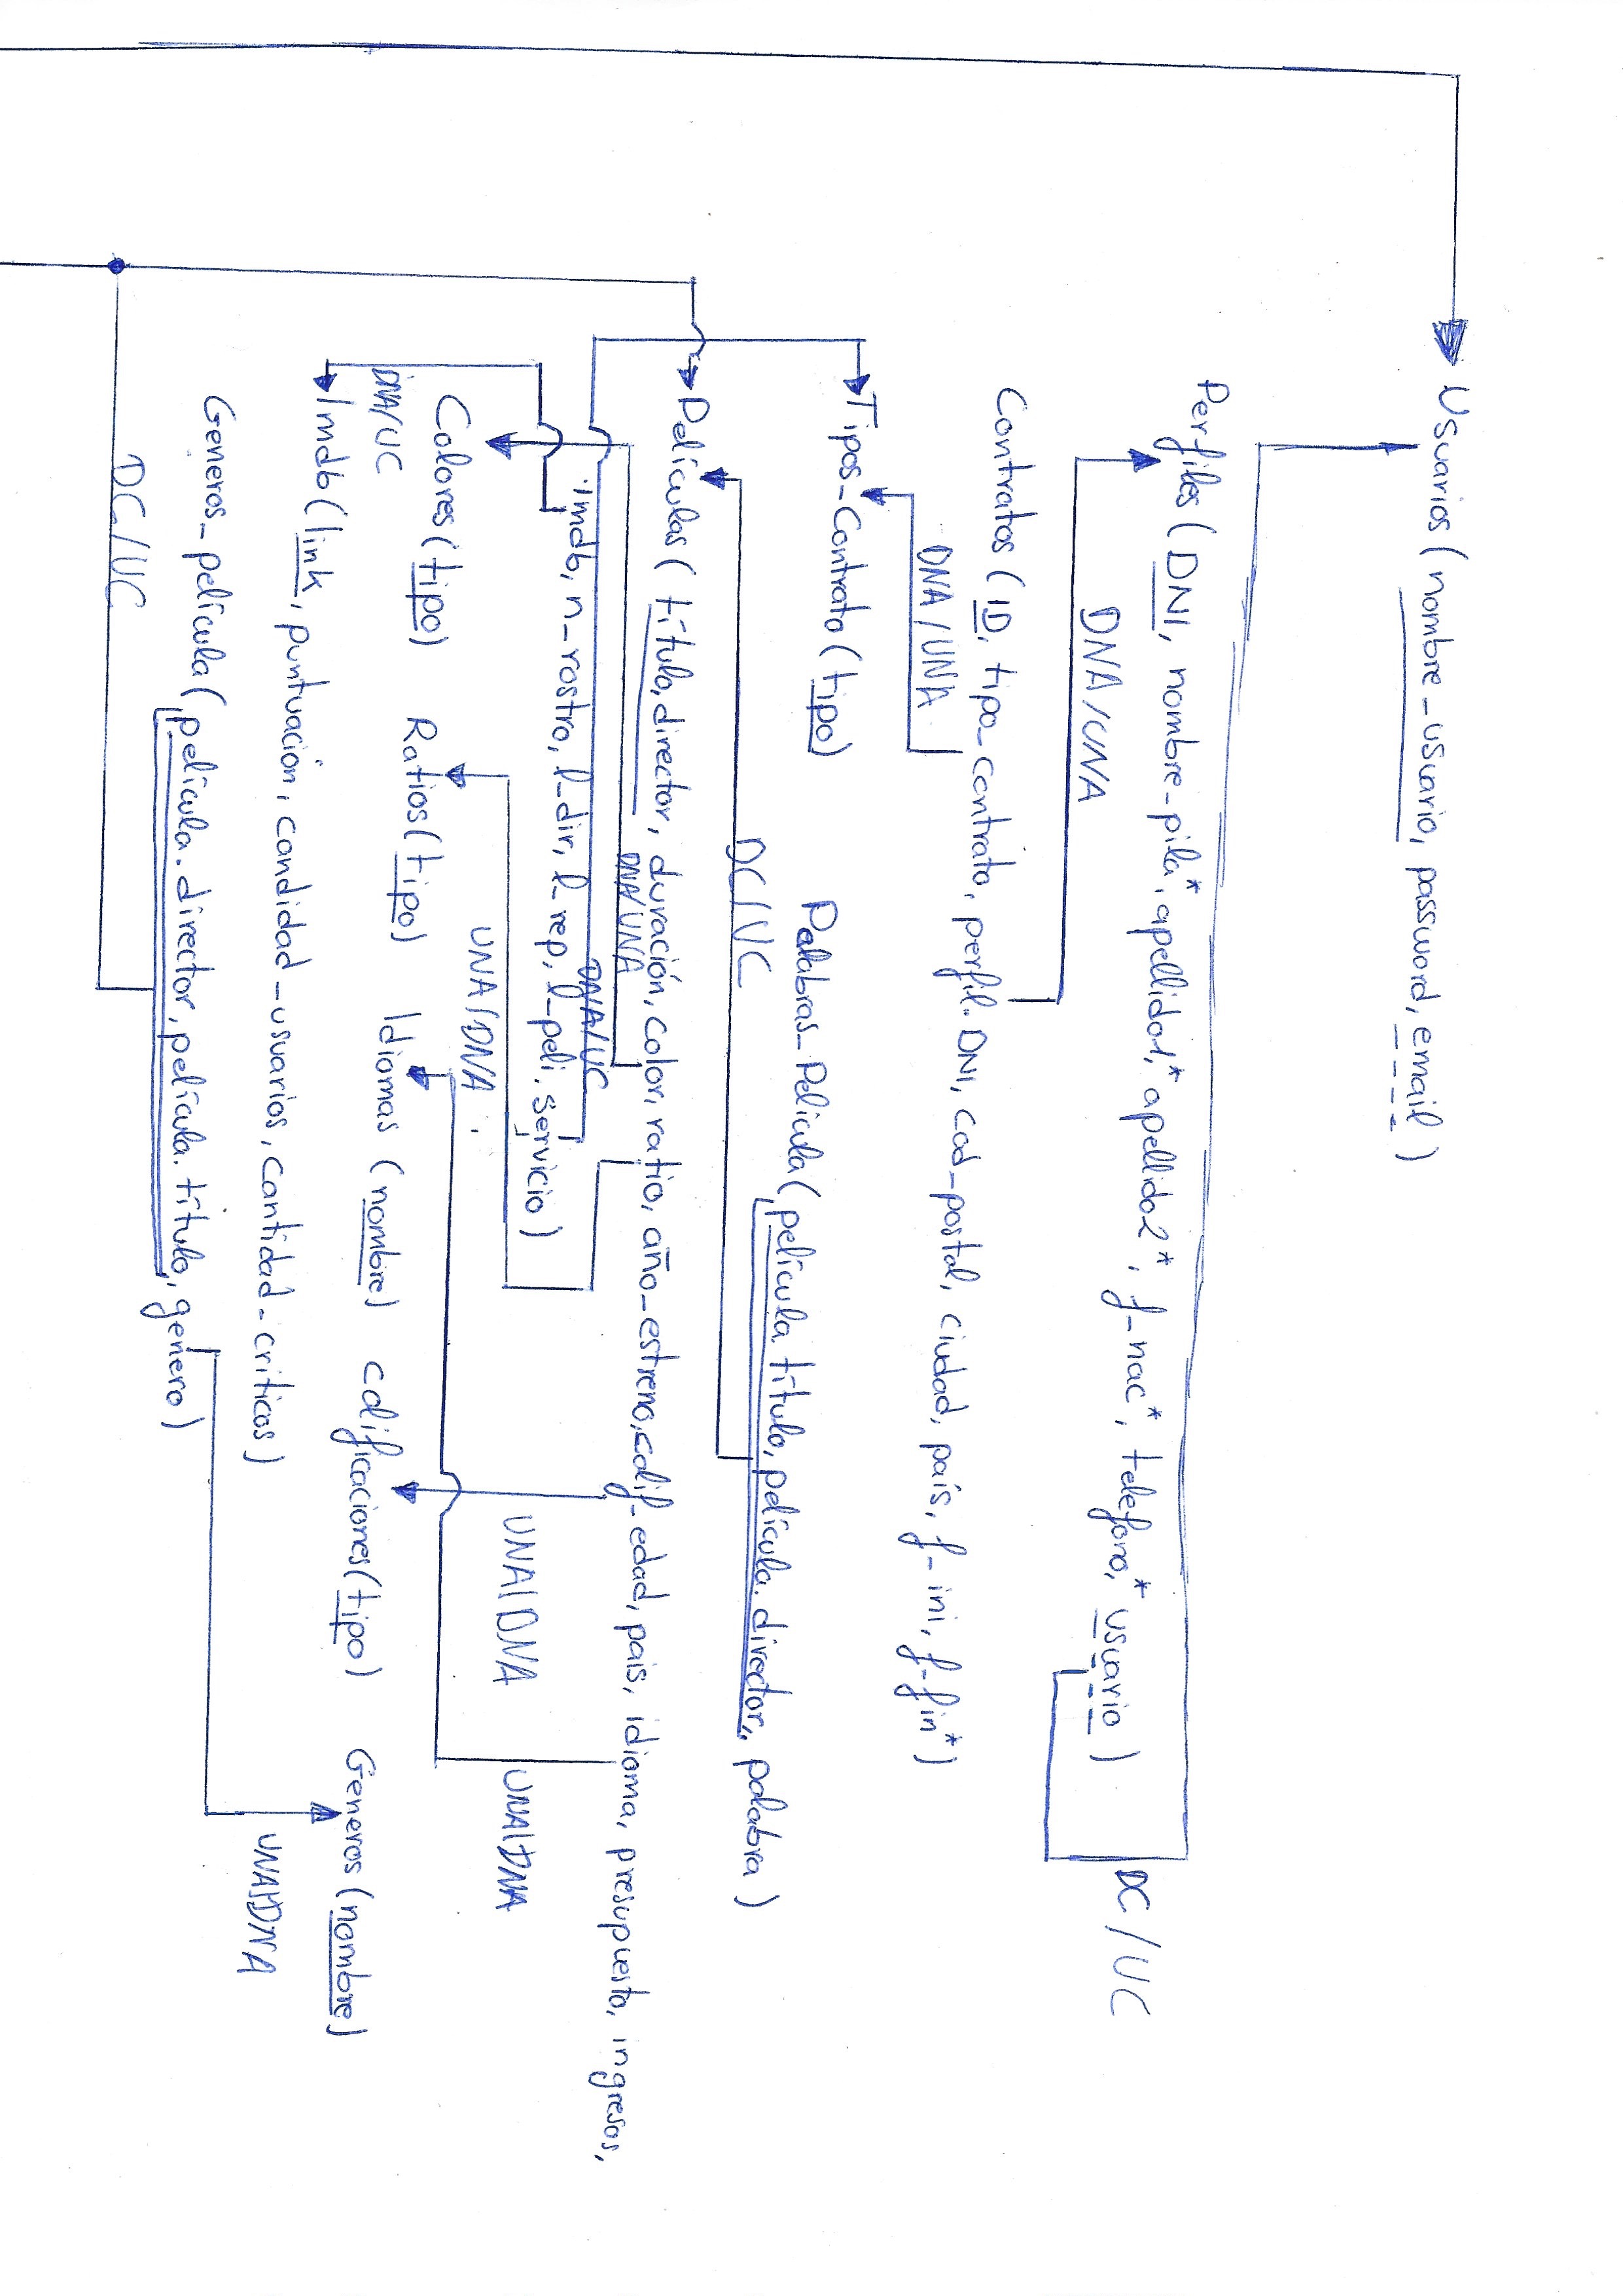 Usuarios (nombre_usuario, password, email)
Perfiles (DNI, nombre_pila*, apellido1,* apellido2*, f_nac*, telefono,* usuario)
DC/UC
DNA/UNA
Contratos (ID, tipo_contrato, perfil.DNI, cod_postal, ciudad, país, f_ini, f_fin*)
DNA/UNA
Tipos_Contrato (tipo)
Palabras_Pelicula (película.título, película.director, palabra)
DC/UC
Películas (título, director, duración, color, ratio, año_estreno, calif_edad, pais, idioma, presupuesto, ingresos,
DNA/UNA
DNA/UC
Imdb, n_rostro, l_dir, l_rep, l_peli, servicio)
UNA/DNA
UNA/DNA
UNA/DNA
Colores (tipo)
Ratios (tipo)
Idiomas (nombre)
calificaciones (tipo)
Generos (nombre)
DNA/UC
Imdb (link, puntuación, candidad_usuarios, cantidad_criticos)
UNA/DNA
Generos_película (película.director, película.título, genero)
DC/UC